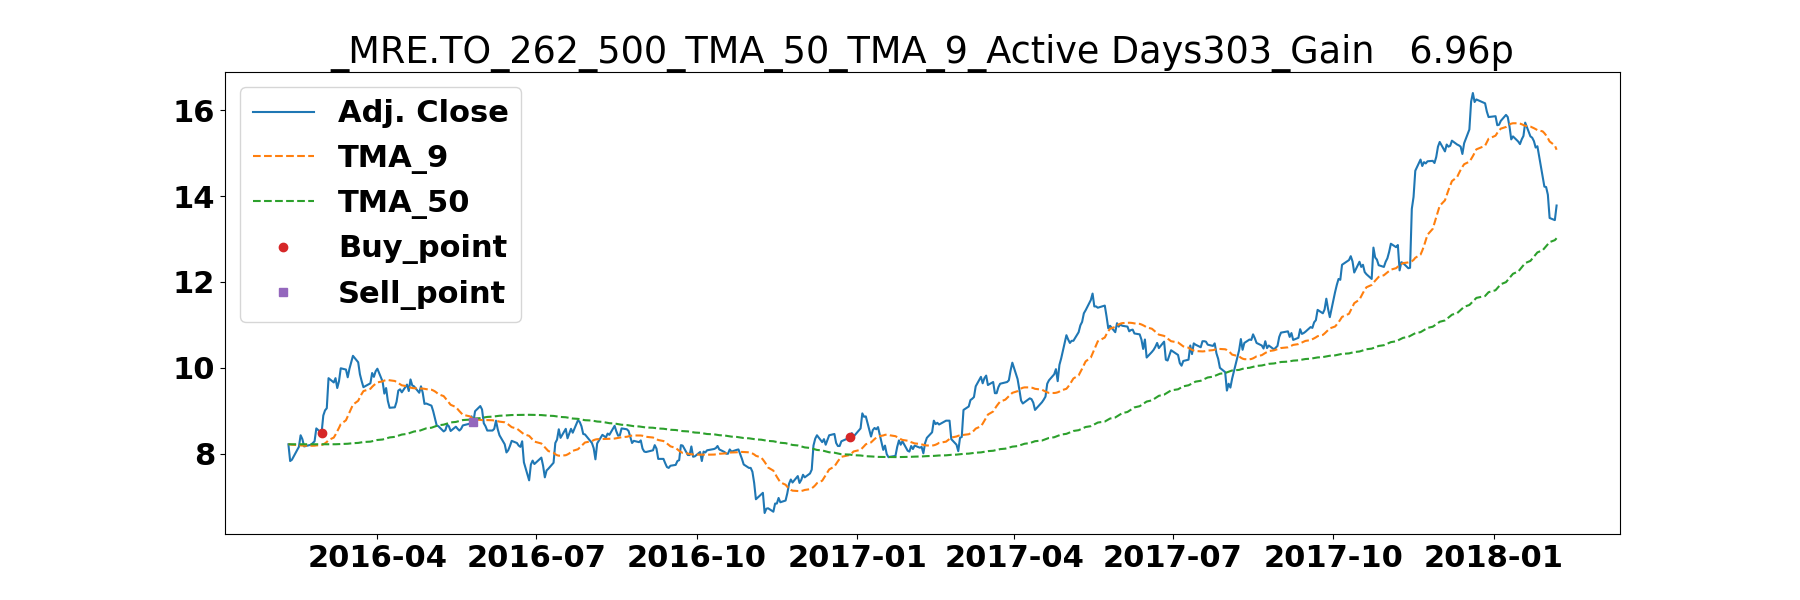 _MRE.TO_262_500_TMA_50_TMA_9_Active Days303_Gain   6.96p
Adj. Close
TMA_9
TMA_50
Buy_point
Sell_point
16
14
12
10
8
2016-04 2016-07 2016-10 2017-01 2017-04 2017-07 2017-10 2018-01